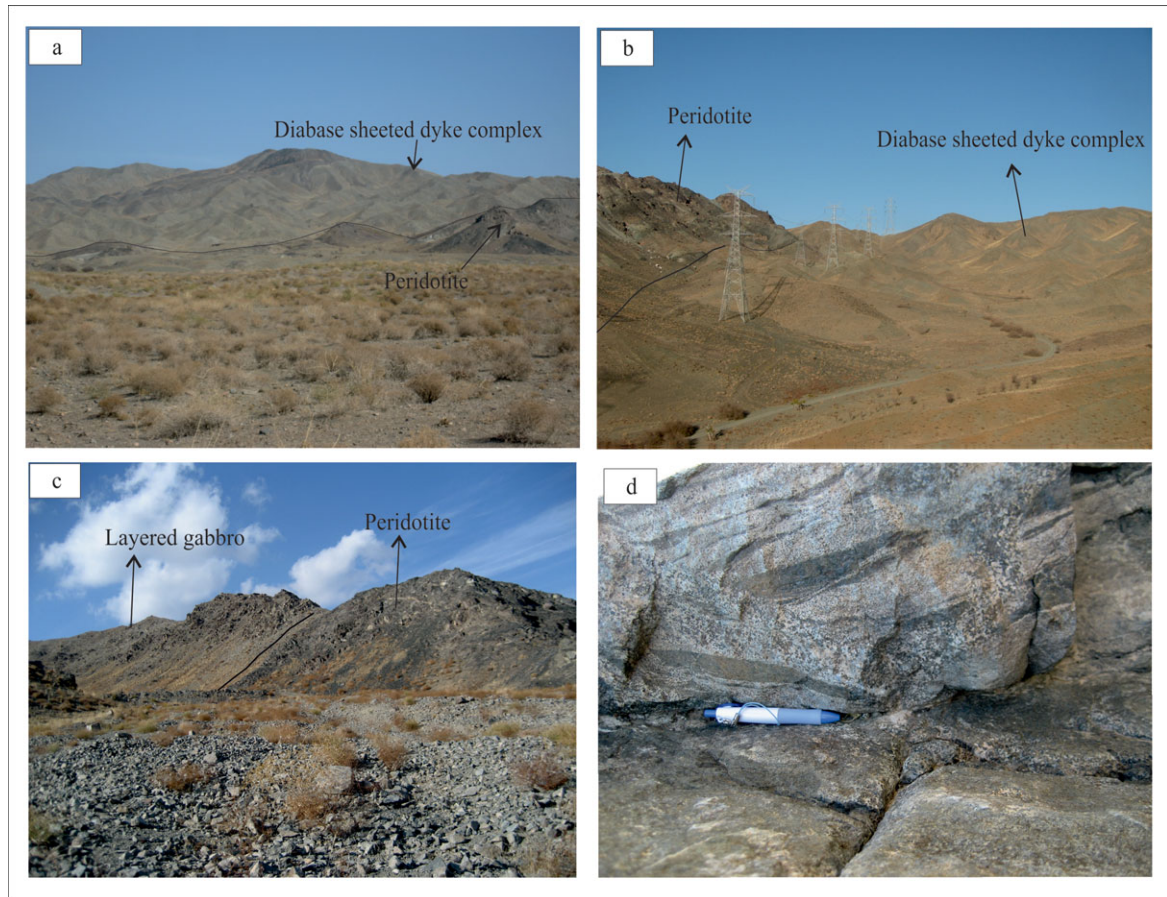 a
Diabase sheeted dyke complex
Peridotite
b
Peridotite
Diabase sheeted dyke complex
c
Layered gabbro
Peridotite
d